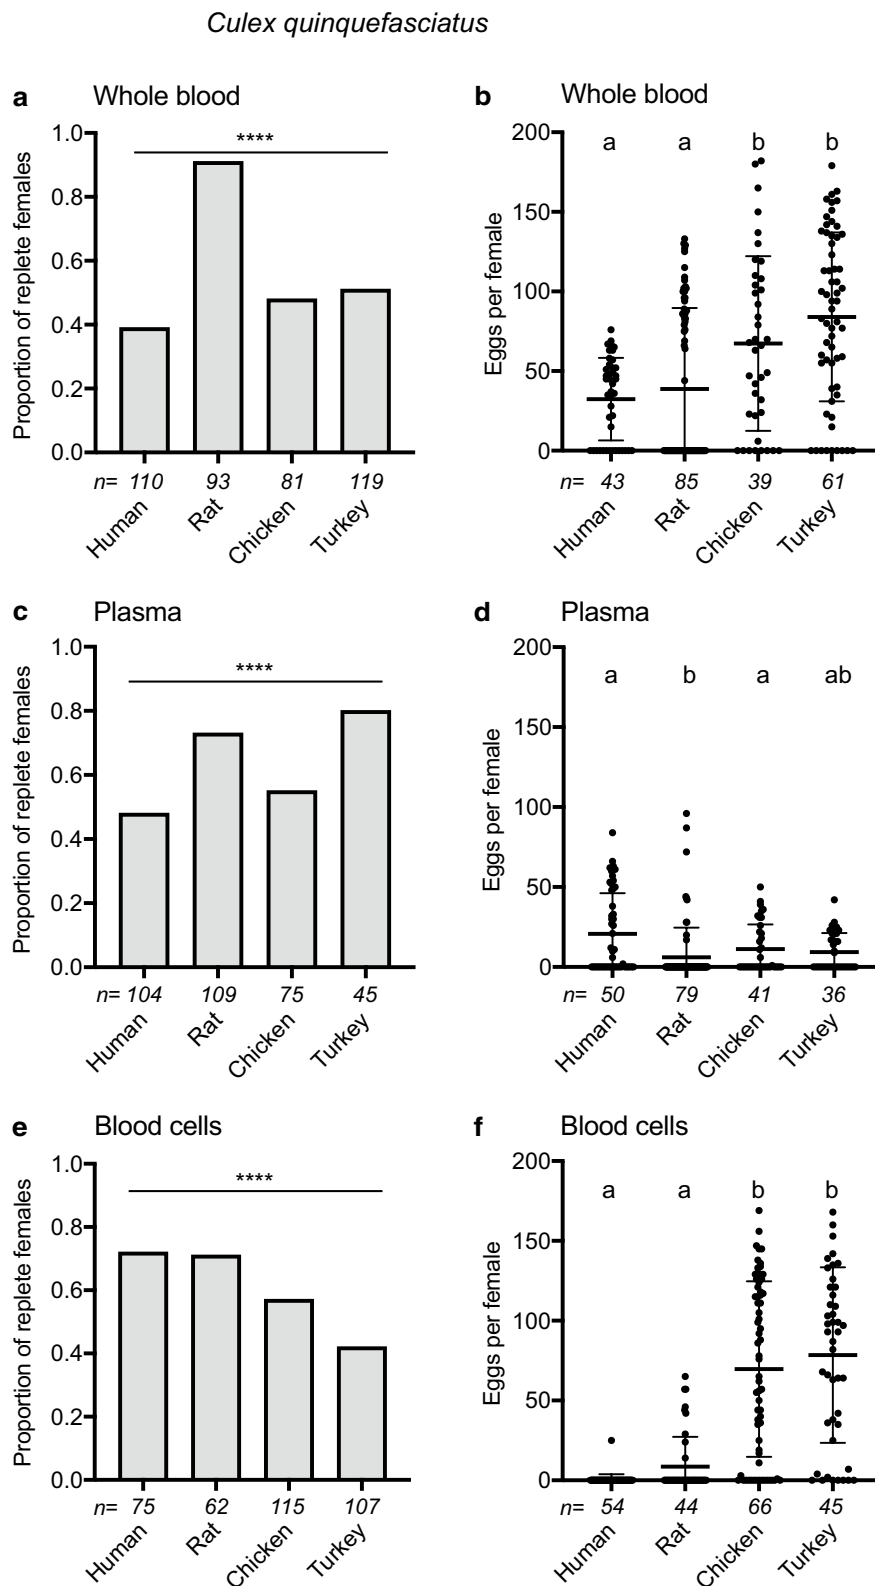 Culex quinquefasciatus
a Whole blood
Proportion of replete females
1.0
0.8
0.6
0.4
0.2
0.0
****
n= 110 93 81 119
Human Rat Chicken Turkey
b Whole blood
Eggs per female
200
150
100
50
0
a a b b
n= 43 85 39 61
Human Rat Chicken Turkey
c Plasma
Proportion of replete females
1.0
0.8
0.6
0.4
0.2
0.0
****
n= 104 109 75 45
Human Rat Chicken Turkey
d Plasma
Eggs per female
200
150
100
50
0
a b a ab
n= 50 79 41 36
Human Rat Chicken Turkey
e Blood cells
Proportion of replete females
1.0
0.8
0.6
0.4
0.2
0.0
****
n= 75 62 115 107
Human Rat Chicken Turkey
f Blood cells
Eggs per female
200
150
100
50
0
a a b b
n= 54 44 66 45
Human Rat Chicken Turkey